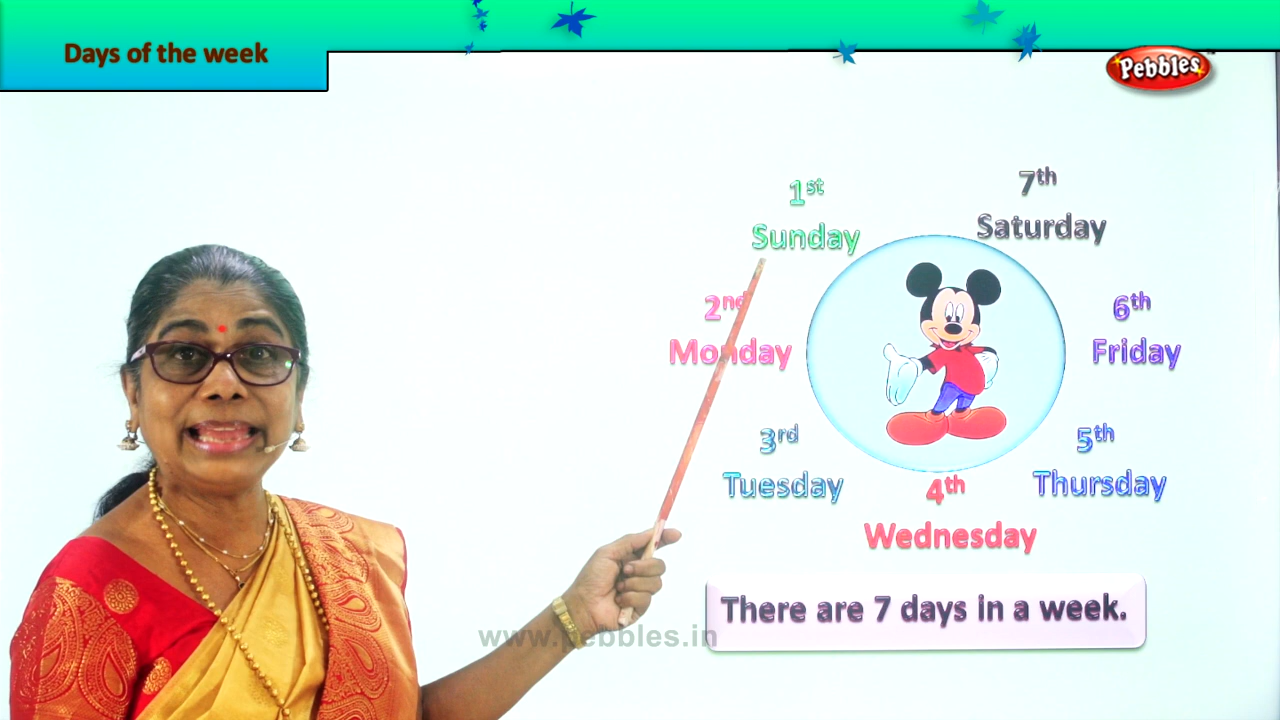 Days of the week
Pebbles
1st
Sunday
2nd
Monday
3rd
Tuesday
4th
Wednesday
5th
Thursday
6th
Friday
7th
Saturday
There are 7 days in a week.
www.pebbles.in